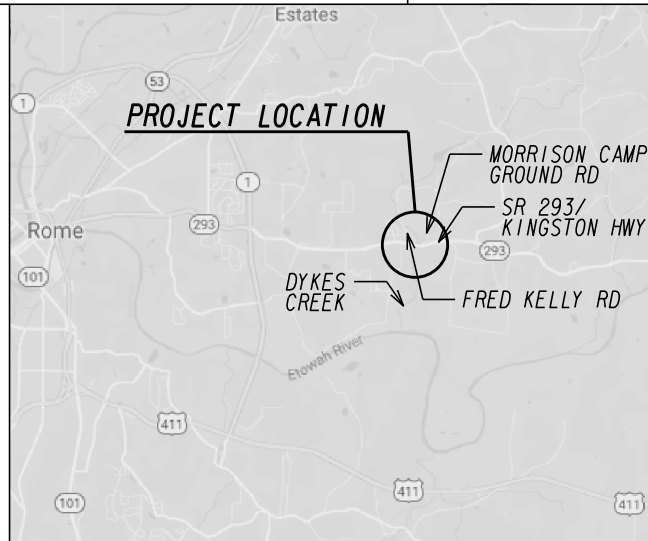 Estates
53
1
PROJECT LOCATION
1
MORRISON CAMP
GROUND RD
SR 293/
KINGSTON HWY
293
Rome
293
101
DYKES
CREEK
FRED KELLY RD
Etowah River
411
411
411
101